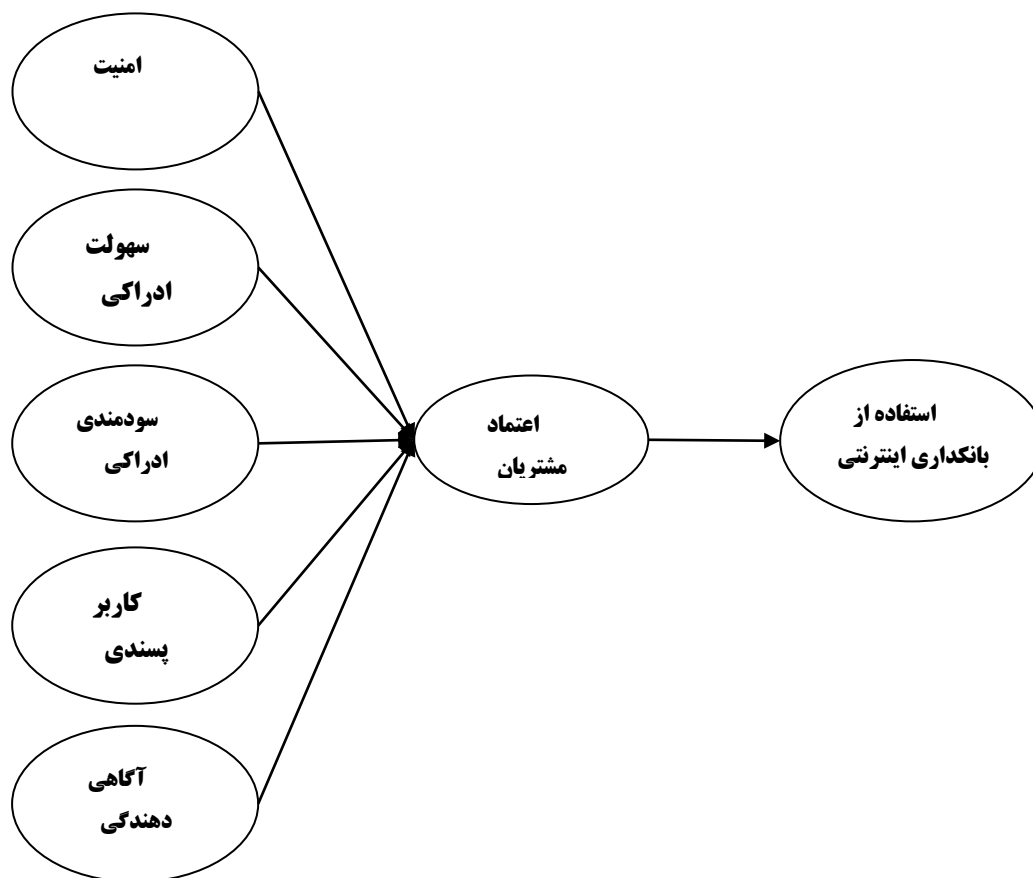 امنیت
سهولت
ادراکی
سودمندی
ادراکی
کاربر
پسندی
آگاهی
دهندگی
اعتماد
مشتریان
استفاده از
بانکداری اینترنتی